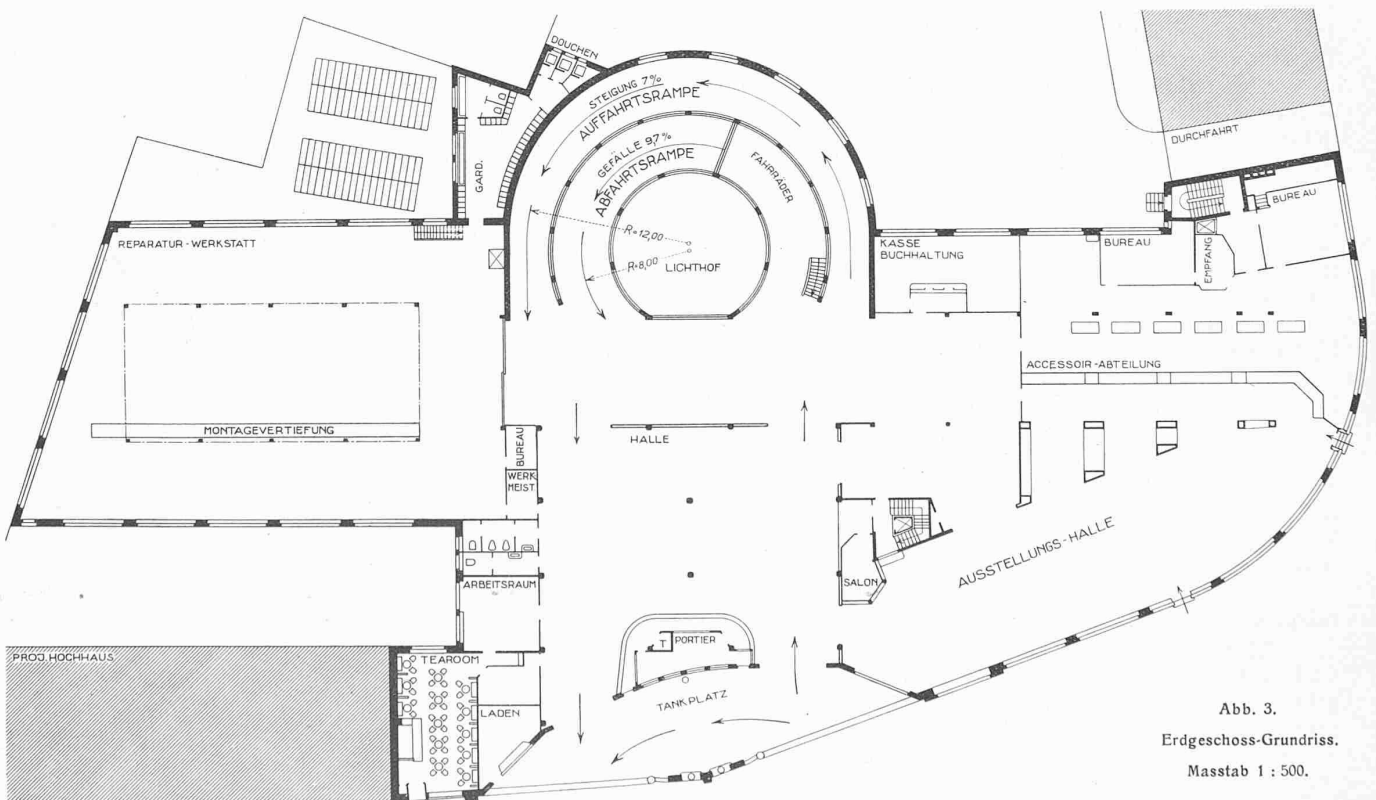 DOUCHEN
STEIGUNG 7%
AUFFAHRTSRAMPE
GEFÄLLE 9,7%
ABFAHRTSRAMPE
FAHRRÄDER
GARD.
DURCHFAHRT
BUREAU
REPARATUR-WERKSTATT
R=12,00
R=8,00
LICHTHOF
KASSE
BUCHHALTUNG
BUREAU
EMPFANG
ACCESSOIR-ABTEILUNG
MONTAGEVERTIEFUNG
HALLE
BUREAU
WERK
MEIST.
AUSSTELLUNGS-HALLE
SALON
ARBEITSRAUM
T
PORTIER
PROJ. HOCHHAUS
TEAROOM
LADEN
TANKPLATZ
Abb. 3.
Erdgeschoss-Grundriss.
Masstab 1 : 500.